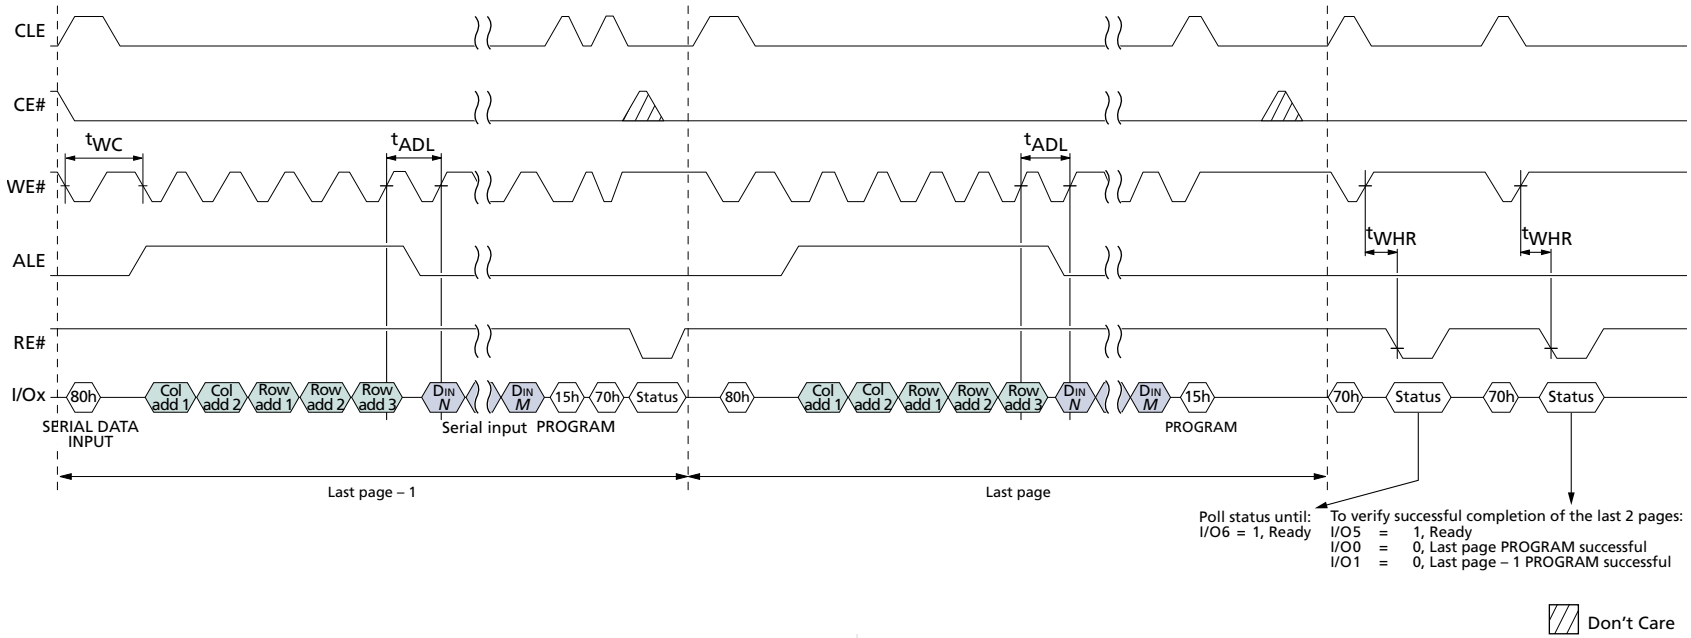 CLE
CE#
tWC
tADL
tADL
WE#
tWHR
tWHR
ALE
RE#
I/Ox
80h
Col add 1
Col add 2
Row add 1
Row add 2
Row add 3
DIN N
DIN M
15h
70h
Status
80h
Col add 1
Col add 2
Row add 1
Row add 2
Row add 3
DIN N
DIN M
15h
70h
Status
70h
Status
SERIAL DATA
INPUT
Serial input
PROGRAM
PROGRAM
Last page – 1
Last page
Poll status until:
I/O6 = 1, Ready
To verify successful completion of the last 2 pages:
I/O5 = 1, Ready
I/O0 = 0, Last page PROGRAM successful
I/O1 = 0, Last page – 1 PROGRAM successful
Don't Care